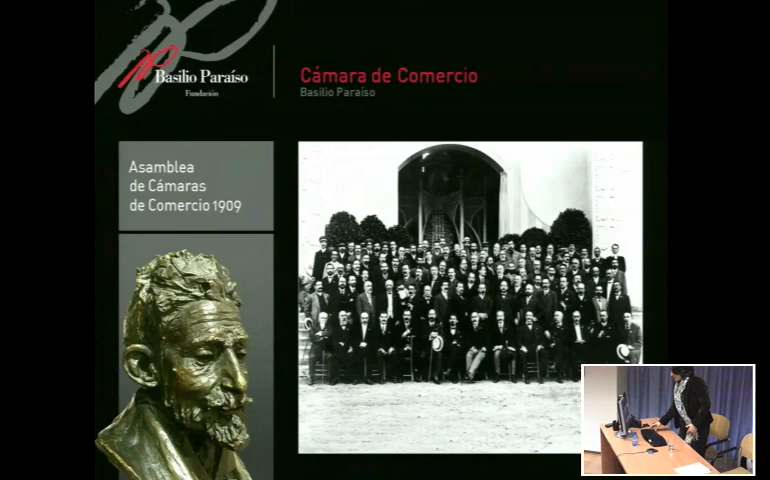 Basilio Paraíso
Fundación
Cámara de Comercio
Basilio Paraíso
Asamblea
de Cámaras
de Comercio 1909